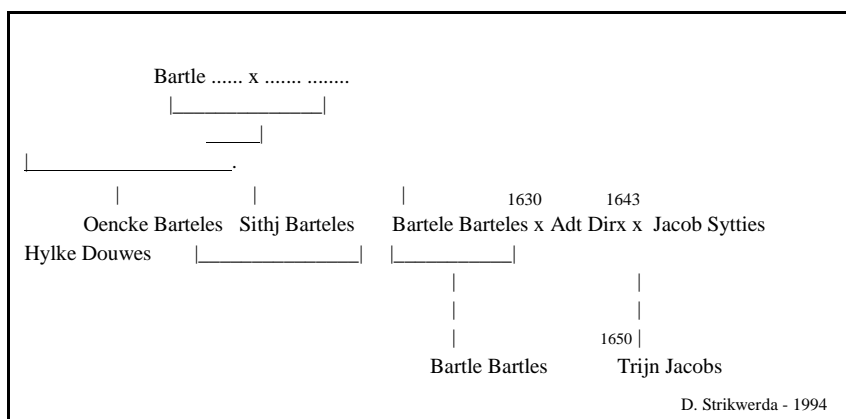 Bartle ...... x ....... ........
1630 1643
Oencke Barteles Sithj Barteles Bartele Barteles x Adt Dirx x Jacob Sytties
Hylke Douwes
1650
Bartle Bartles Trijn Jacobs
D. Strikwerda - 1994